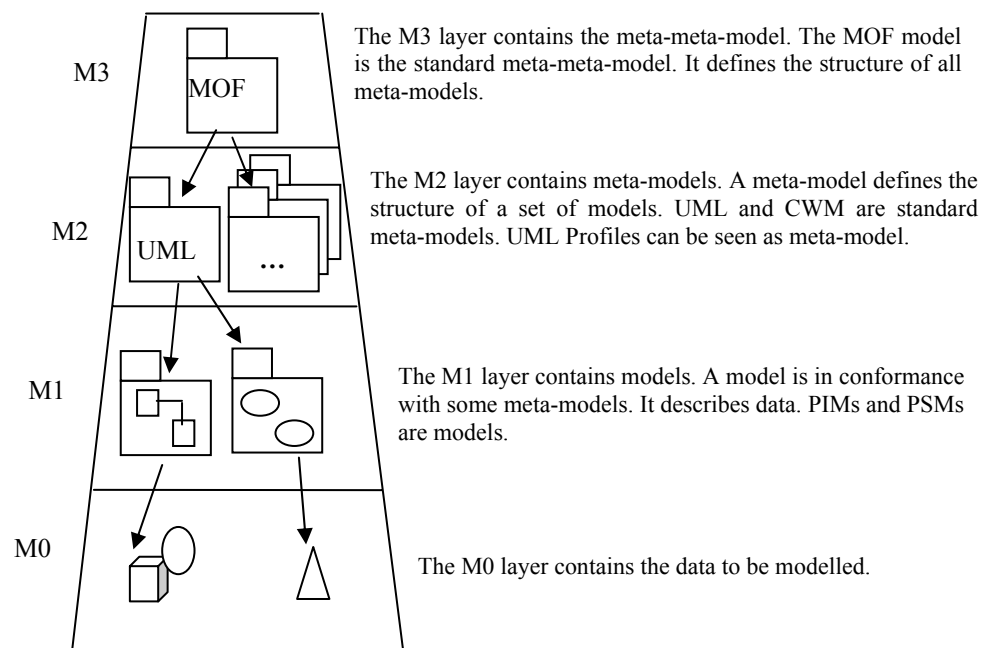 M3
MOF
The M3 layer contains the meta-meta-model. The MOF model
is the standard meta-meta-model. It defines the structure of all
meta-models.
M2
UML
...
The M2 layer contains meta-models. A meta-model defines the
structure of a set of models. UML and CWM are standard
meta-models. UML Profiles can be seen as meta-model.
M1
The M1 layer contains models. A model is in conformance
with some meta-models. It describes data. PIMs and PSMs
are models.
M0
The M0 layer contains the data to be modelled.